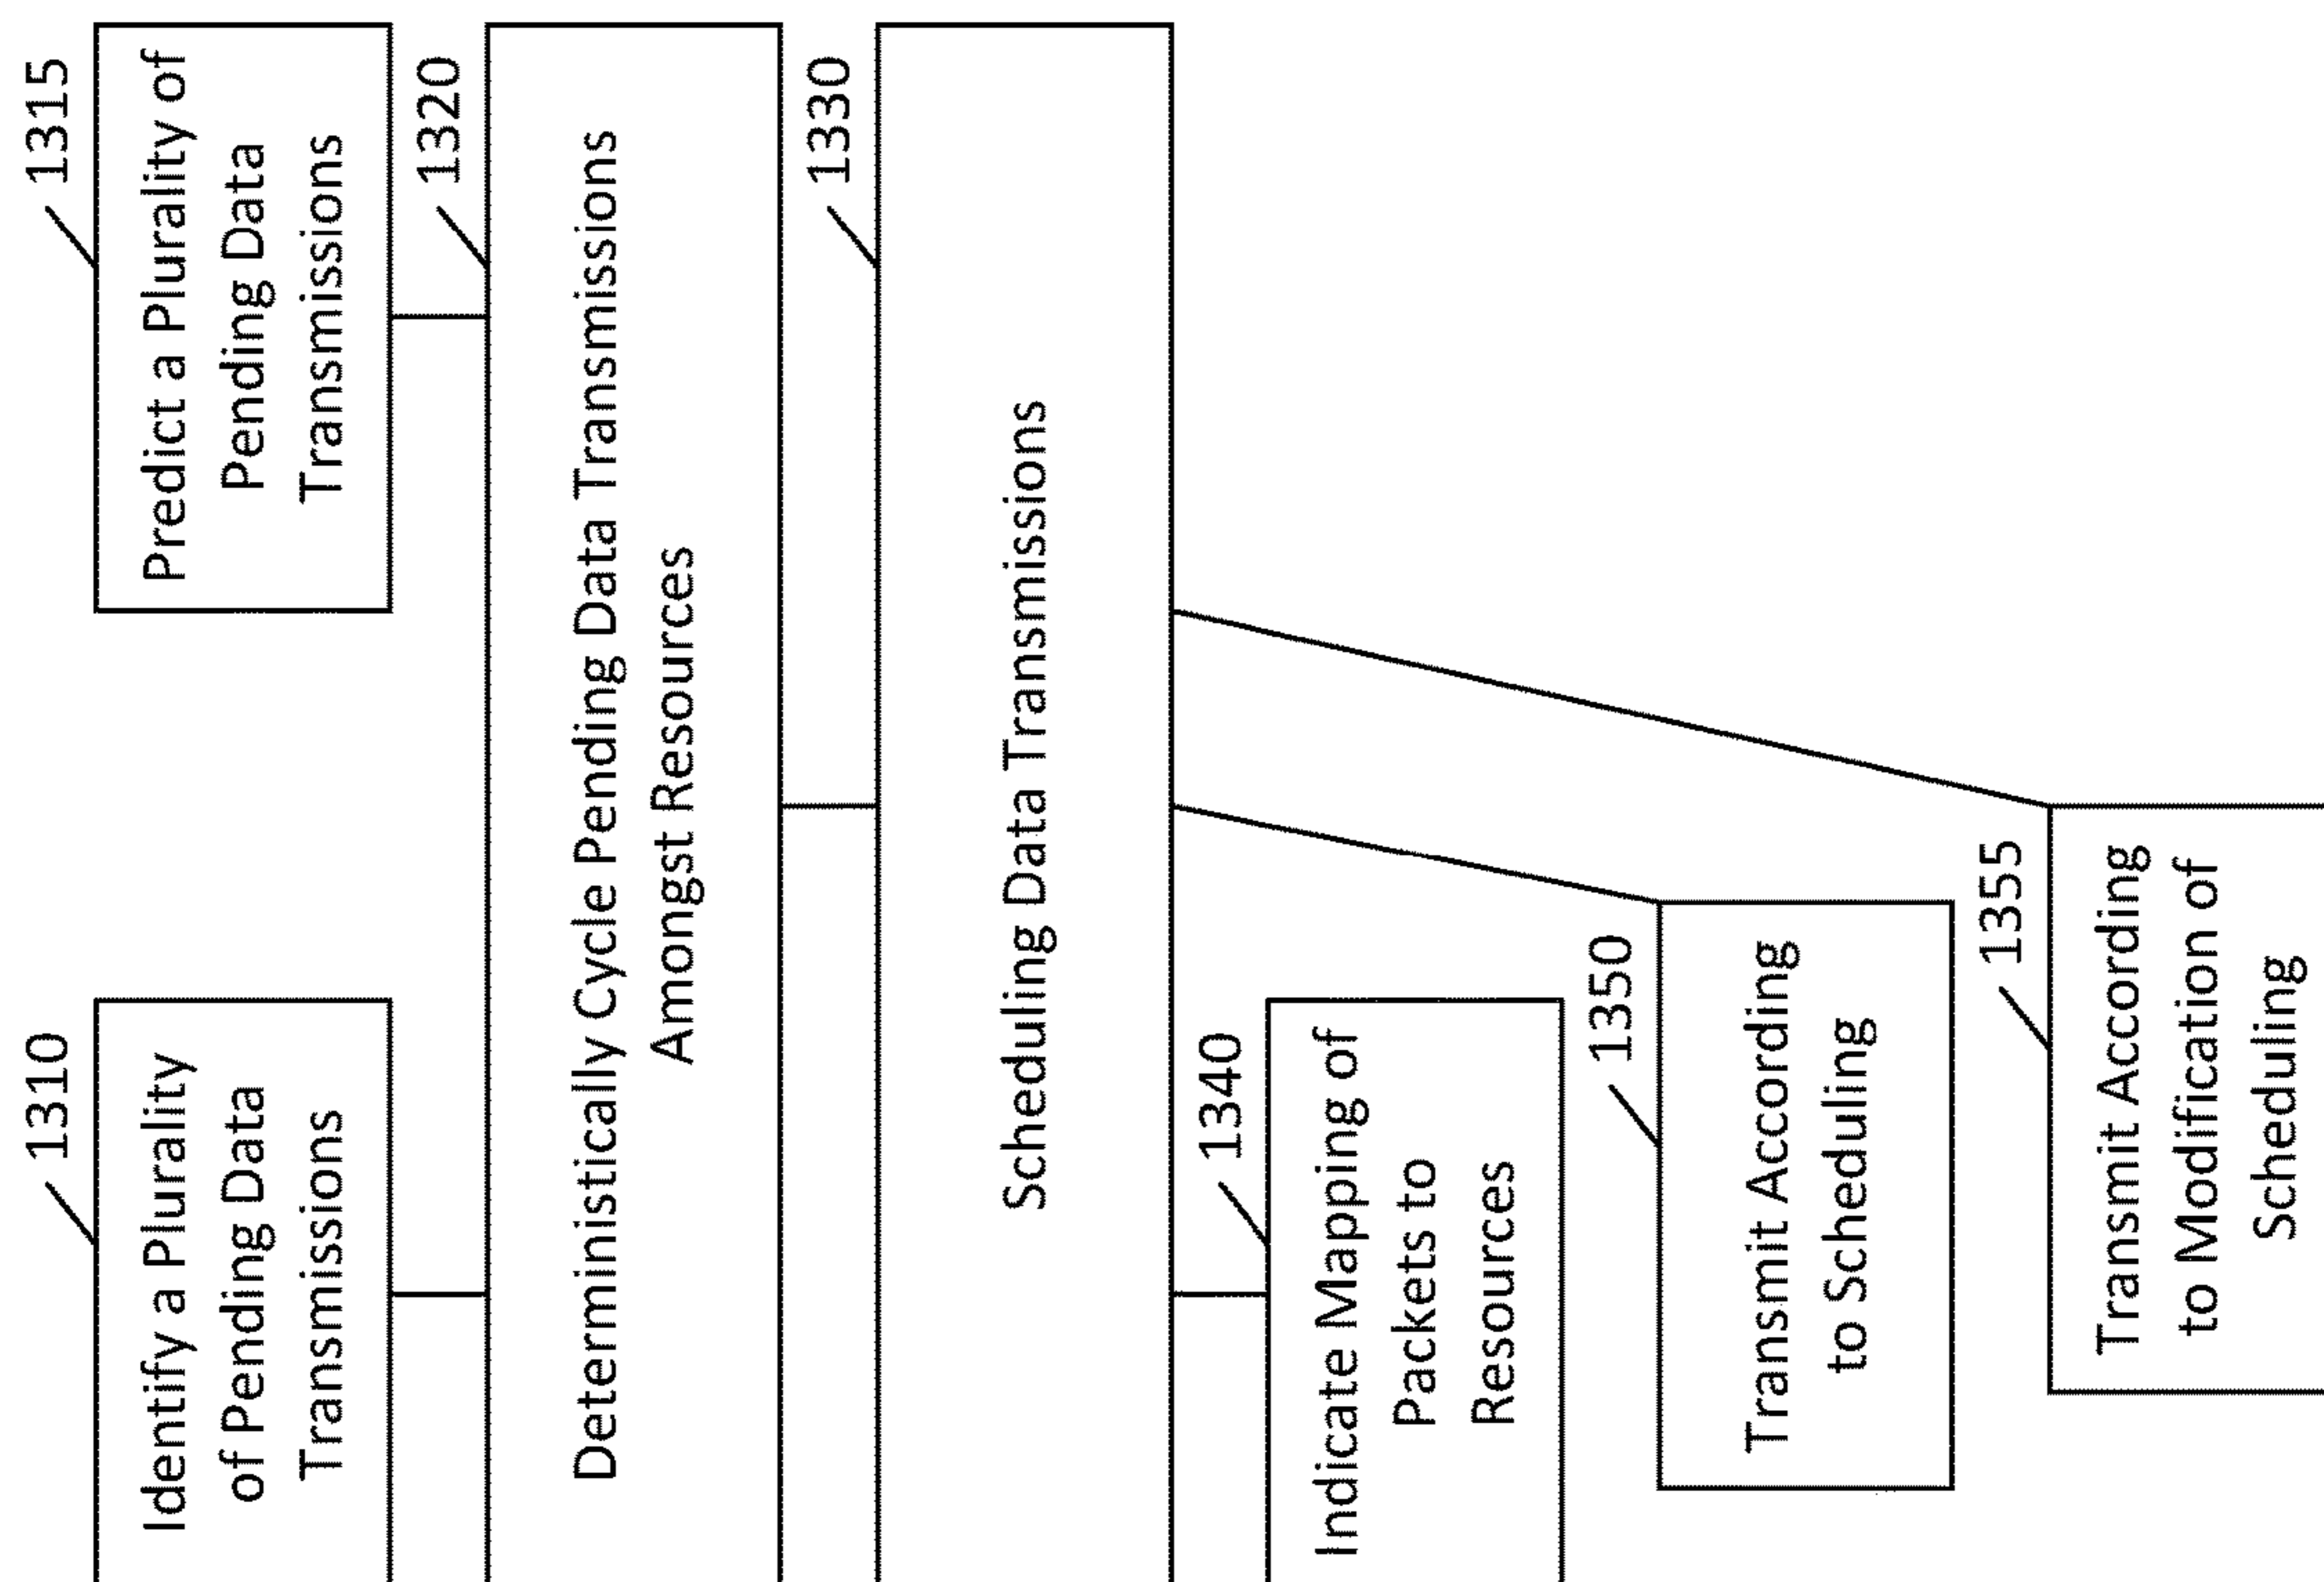 1310
Identify a Plurality
of Pending Data
Transmissions
1315
Predict a Plurality of
Pending Data
Transmissions
1320
Deterministically Cycle Pending Data Transmissions
Amongst Resources
1330
Scheduling Data Transmissions
1340
Indicate Mapping of
Packets to
Resources
1350
Transmit According
to Scheduling
1355
Transmit According
to Modification of
Scheduling